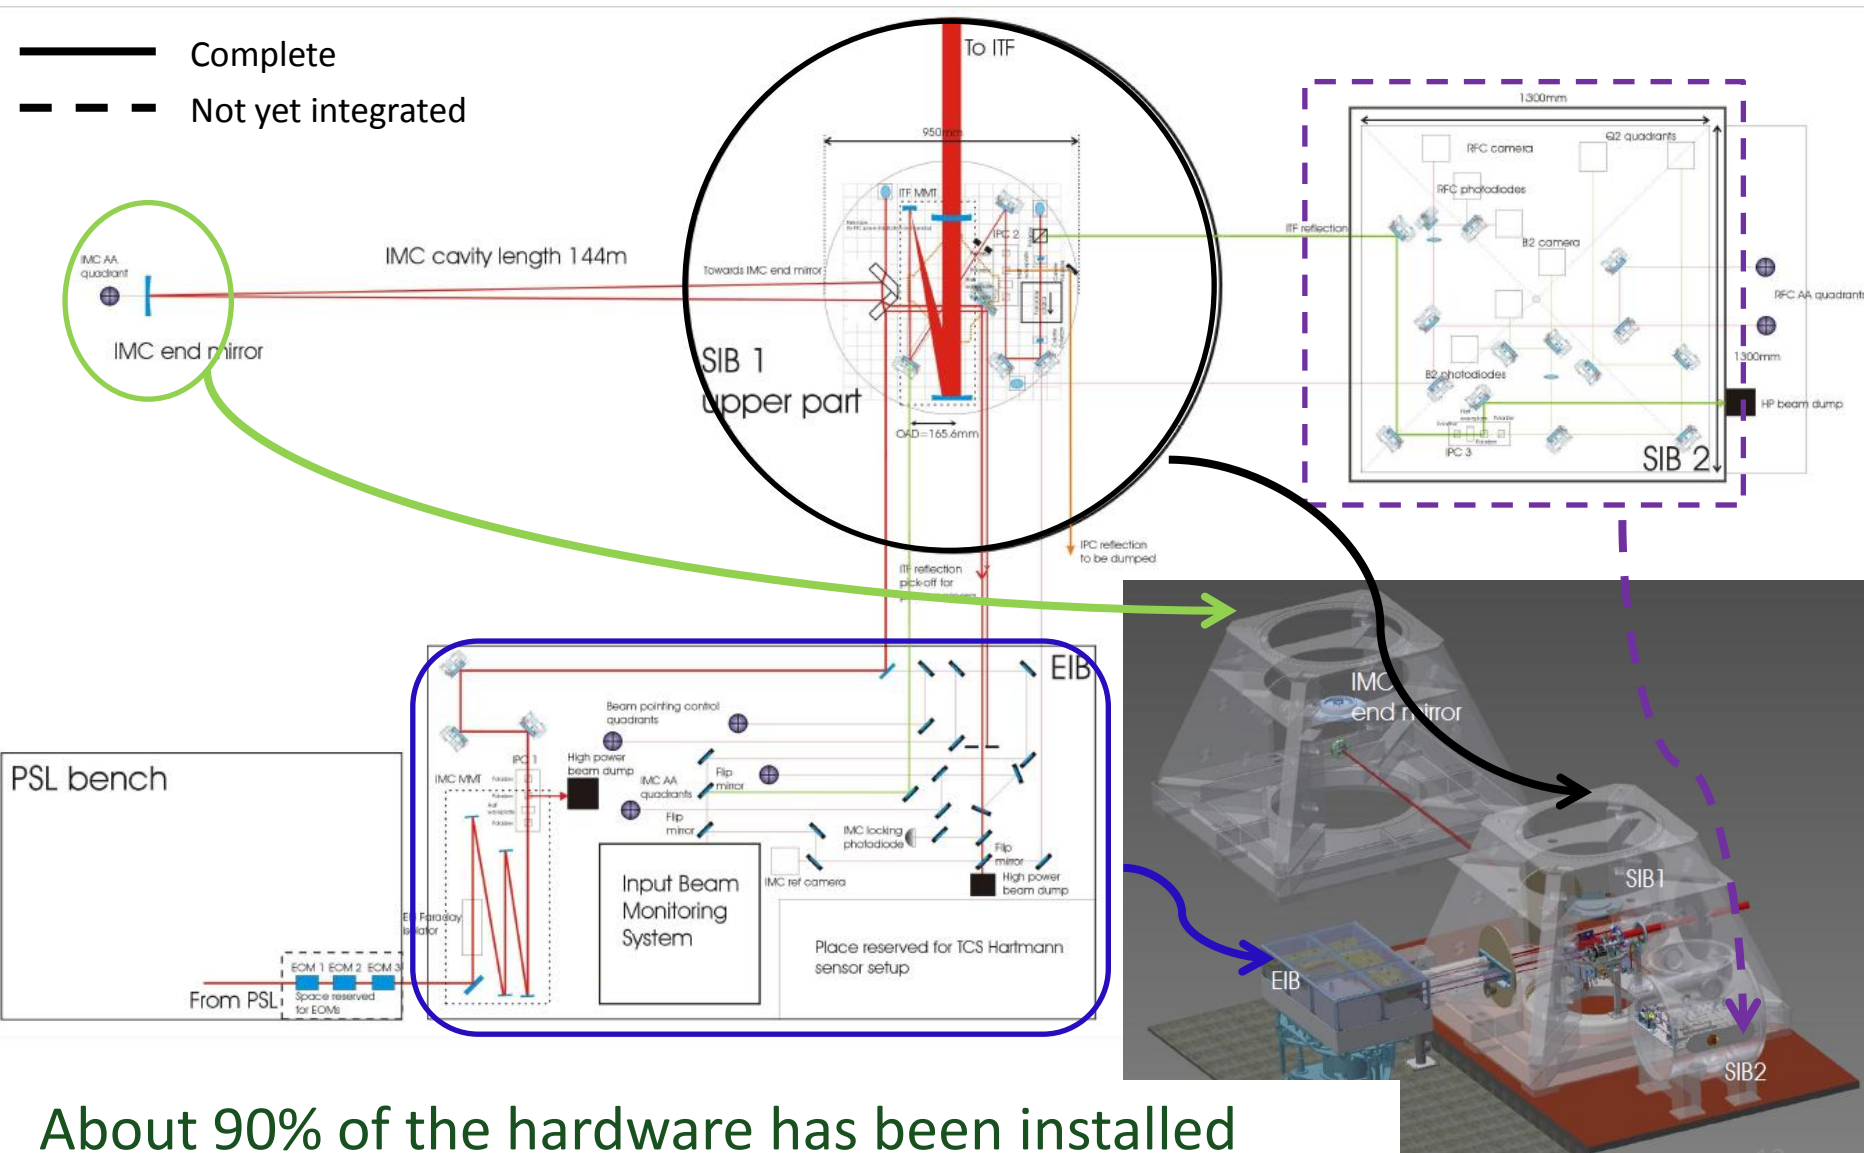 Complete
Not yet integrated
To ITF
950mm
ITF MMT
IPC 2
Towards IMC end mirror
IMC AA
quadrant
IMC cavity length 144m
IMC end mirror
SIB 1
upper part
OAD=165.6mm
ITF reflection
1300mm
RFC camera
Q2 quadrants
RFC photodiodes
B2 camera
RFC AA quadrants
1300mm
B2 photodiodes
HP beam dump
IPC 3
SIB 2
IPC reflection
to be dumped
ITF reflection
pick-off for
EIB
Beam pointing control
quadrants
High power
beam dump
IPC 1
IMC MMT
IMC AA
quadrants
Flip
mirror
Flip
mirror
IMC locking
photodiode
IMC ref camera
Flip
mirror
High power
beam dump
Input Beam
Monitoring
System
Place reserved for TCS Hartmann
sensor setup
PSL bench
EIB Faraday
isolator
EOM 1 EOM 2 EOM 3
Space reserved
for EOMs
From PSL
IMC
end mirror
SIB1
EIB
SIB2
About 90% of the hardware has been installed